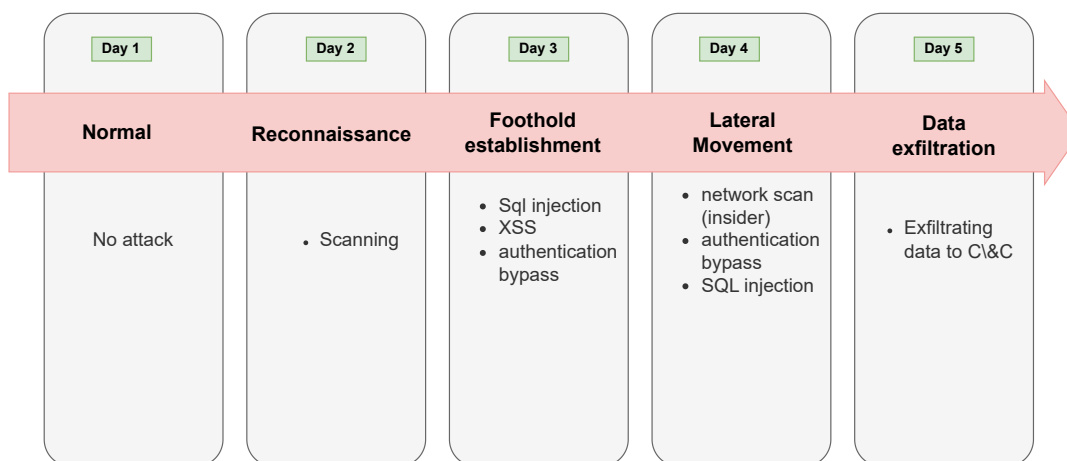 Day 1
Normal
No attack
Day 2
Reconnaissance
• Scanning
Day 3
Foothold
establishment
• Sql injection
• XSS
• authentication
bypass
Day 4
Lateral
Movement
• network scan
(insider)
• authentication
bypass
• SQL injection
Day 5
Data
exfiltration
• Exfiltrating
data to C\&C